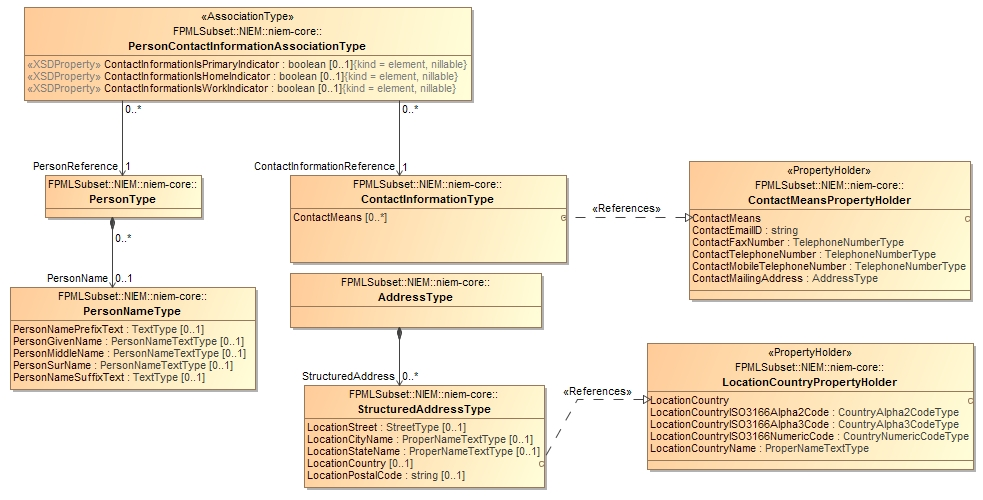 «AssociationType»
FPMLSubset::NIEM::niem-core::
PersonContactInformationAssociationType
«XSDProperty» ContactInformationIsPrimaryIndicator : boolean [0..1]{kind = element, nillable}
«XSDProperty» ContactInformationIsHomeIndicator : boolean [0..1]{kind = element, nillable}
«XSDProperty» ContactInformationIsWorkIndicator : boolean [0..1]{kind = element, nillable}
0..*
0..*
PersonReference 1
ContactInformationReference 1
FPMLSubset::NIEM::niem-core::
PersonType
0..*
PersonName 0..1
FPMLSubset::NIEM::niem-core::
PersonNameType
PersonNamePrefixText : TextType [0..1]
PersonGivenName : PersonNameTextType [0..1]
PersonMiddleName : PersonNameTextType [0..1]
PersonSurName : PersonNameTextType [0..1]
PersonNameSuffixText : TextType [0..1]
FPMLSubset::NIEM::niem-core::
ContactInformationType
ContactMeans [0..*]
«References»
«PropertyHolder»
FPMLSubset::NIEM::niem-core::
ContactMeansPropertyHolder
ContactMeans
ContactEmailID : string
ContactFaxNumber : TelephoneNumberType
ContactTelephoneNumber : TelephoneNumberType
ContactMobileTelephoneNumber : TelephoneNumberType
ContactMailingAddress : AddressType
FPMLSubset::NIEM::niem-core::
AddressType
StructuredAddress 0..*
FPMLSubset::NIEM::niem-core::
StructuredAddressType
LocationStreet : StreetType [0..1]
LocationCityName : ProperNameTextType [0..1]
LocationStateName : ProperNameTextType [0..1]
LocationCountry [0..1]
LocationPostalCode : string [0..1]
«References»
«PropertyHolder»
FPMLSubset::NIEM::niem-core::
LocationCountryPropertyHolder
LocationCountry
LocationCountryISO3166Alpha2Code : CountryAlpha2CodeType
LocationCountryISO3166Alpha3Code : CountryAlpha3CodeType
LocationCountryISO3166NumericCode : CountryNumericCodeType
LocationCountryName : ProperNameTextType